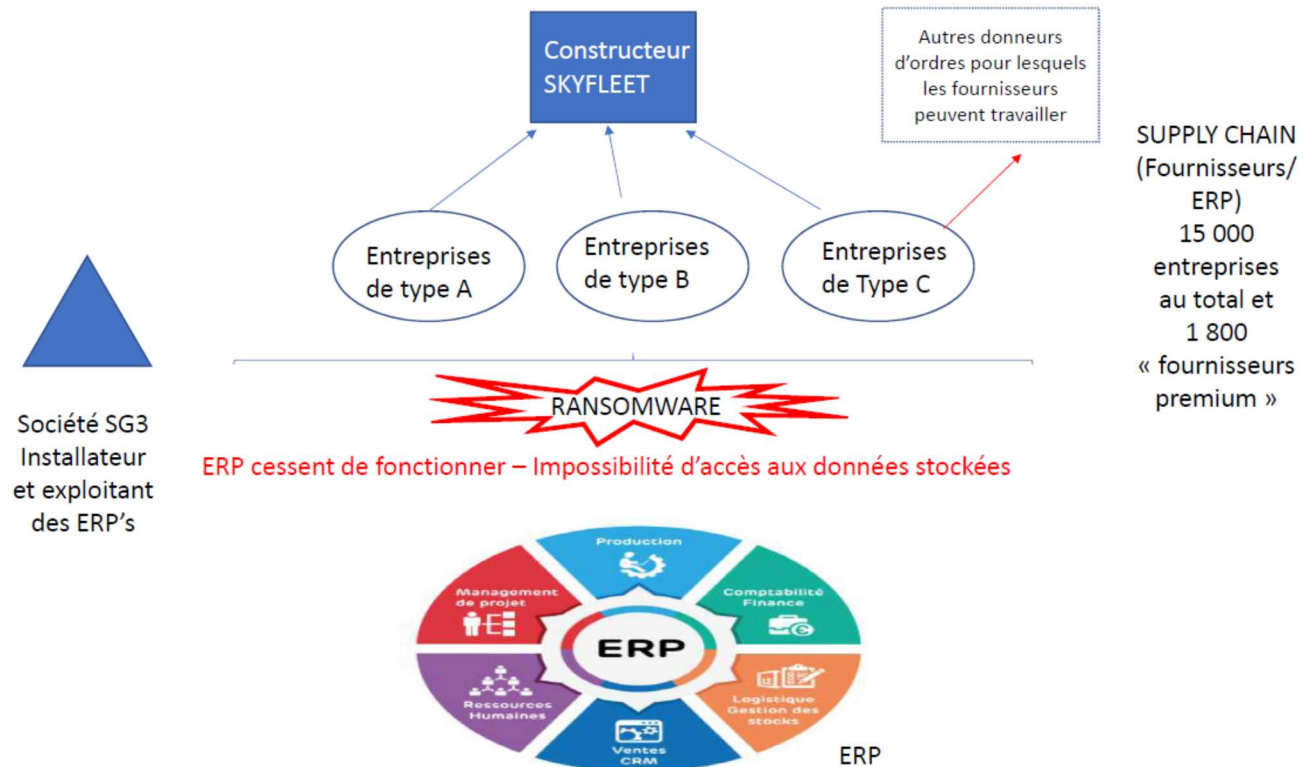 Constructeur
SKYFLEET
Autres donneurs
d'ordres pour lesquels
les fournisseurs
peuvent travailler
SUPPLY CHAIN
(Fournisseurs/
ERP)
15 000
entreprises
au total et
1 800
« fournisseurs
premium »
Entreprises
de type A
Entreprises
de type B
Entreprises
de Type C
RANSOMWARE
ERP cessent de fonctionner – Impossibilité d'accès aux données stockées
Société SG3
Installateur
et exploitant
des ERP's
Production
Management
de projet
Comptabilité
Finance
ERP
Ressources
Humaines
Logistique
Gestion des
stocks
Ventes
CRM
ERP